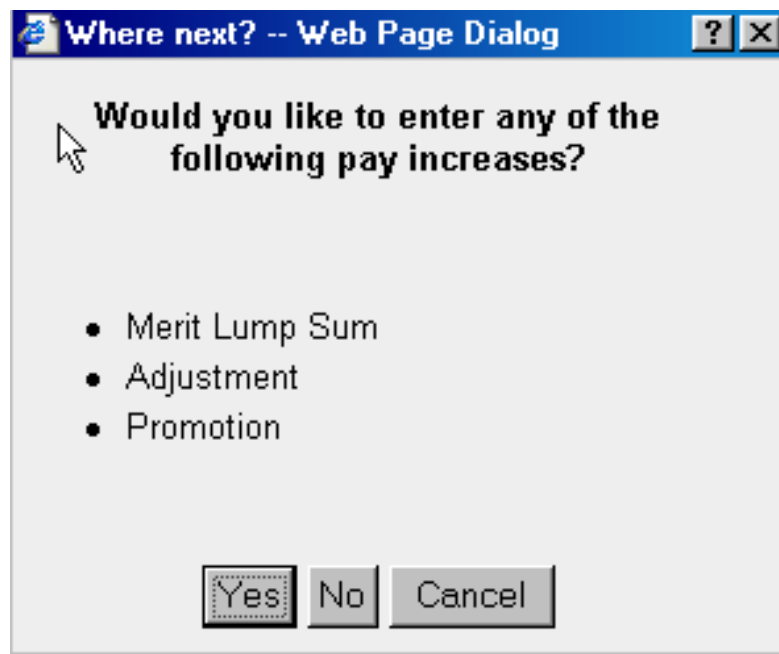 Where next? -- Web Page Dialog
? X
Would you like to enter any of the
following pay increases?
• Merit Lump Sum
• Adjustment
• Promotion
Yes No Cancel